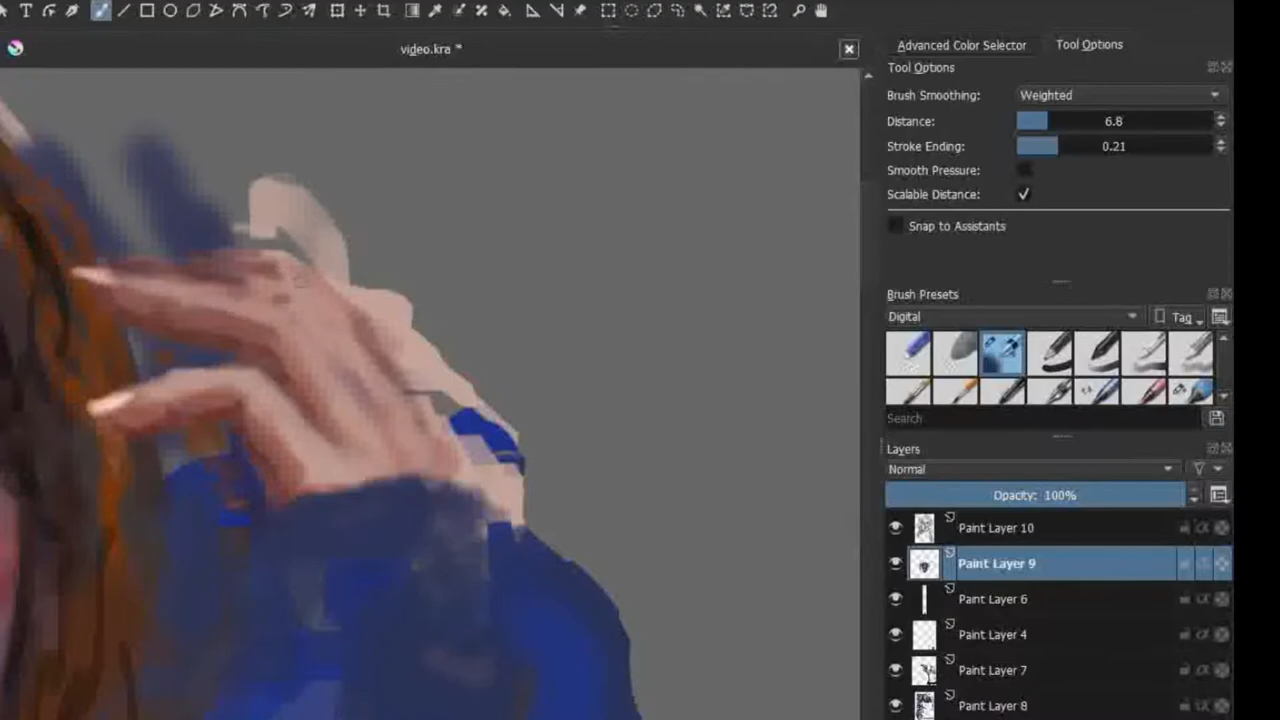 video.kra *
Advanced Color Selector
Tool Options
Tool Options
Brush Smoothing: Weighted
Distance: 6.8
Stroke Ending: 0.21
Smooth Pressure:
Scalable Distance:
Snap to Assistants
Brush Presets
Digital
Tag
Search
Layers
Normal
Opacity: 100%
Paint Layer 10
Paint Layer 9
Paint Layer 6
Paint Layer 4
Paint Layer 7
Paint Layer 8